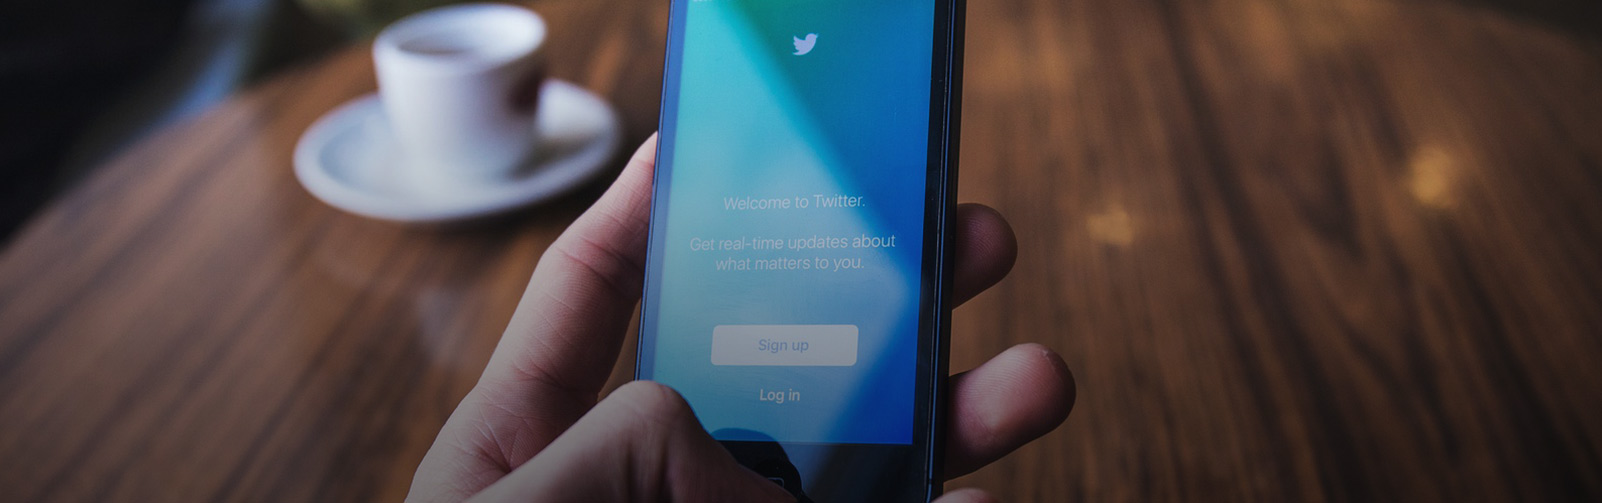 Welcome to Twitter.
Get real-time updates about
what matters to you.
Sign up
Log in